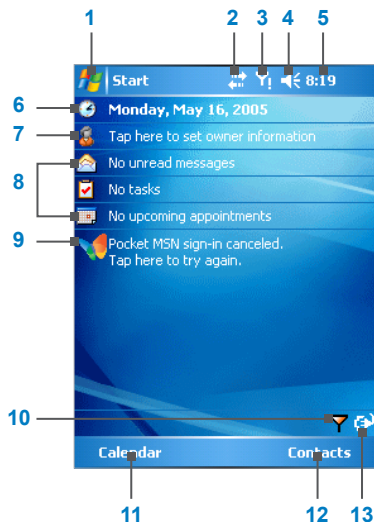 1 2 3 4 5
Start 8:19
6 Monday, May 16, 2005
7 Tap here to set owner information
8 No unread messages
No tasks
No upcoming appointments
9 Pocket MSN sign-in canceled.
Tap here to try again.
10
Calendar Contacts
11 12 13